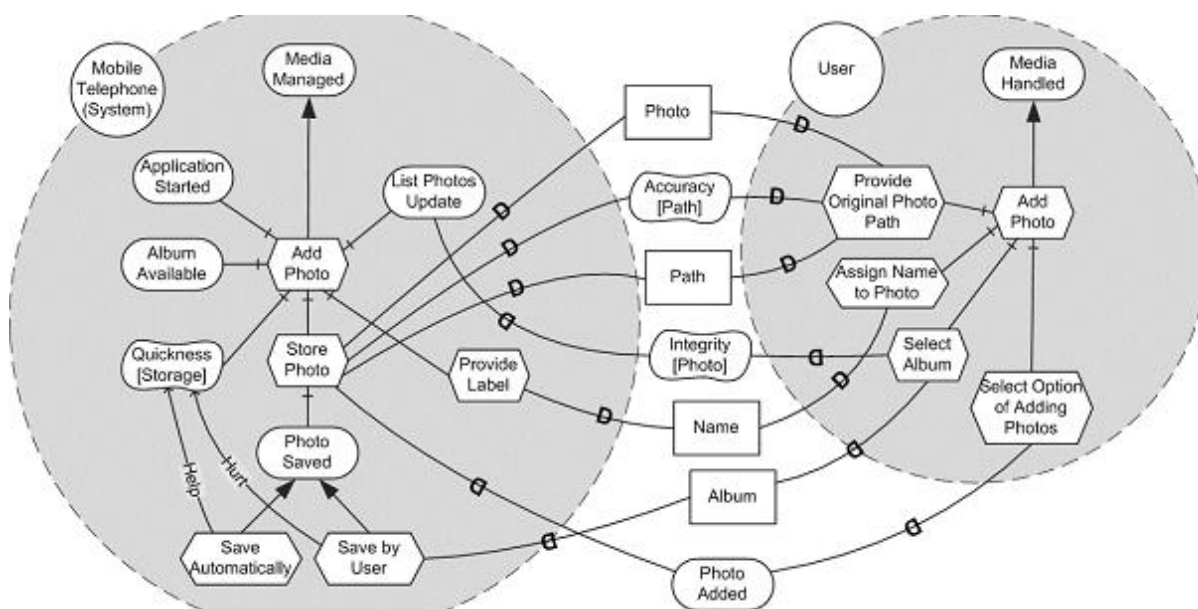 Mobile
Telephone
(System)
Media
Managed
Application
Started
List Photos
Update
Album
Available
Add
Photo
Quickness
[Storage]
Store
Photo
Provide
Label
Photo
Saved
Help
Hurt
Save
Automatically
Save by
User
Photo
Accuracy
[Path]
Path
Integrity
[Photo]
Name
Album
Photo
Added
User
Media
Handled
Provide
Original Photo
Path
Add
Photo
Assign Name
to Photo
Select
Album
Select Option
of Adding
Photos